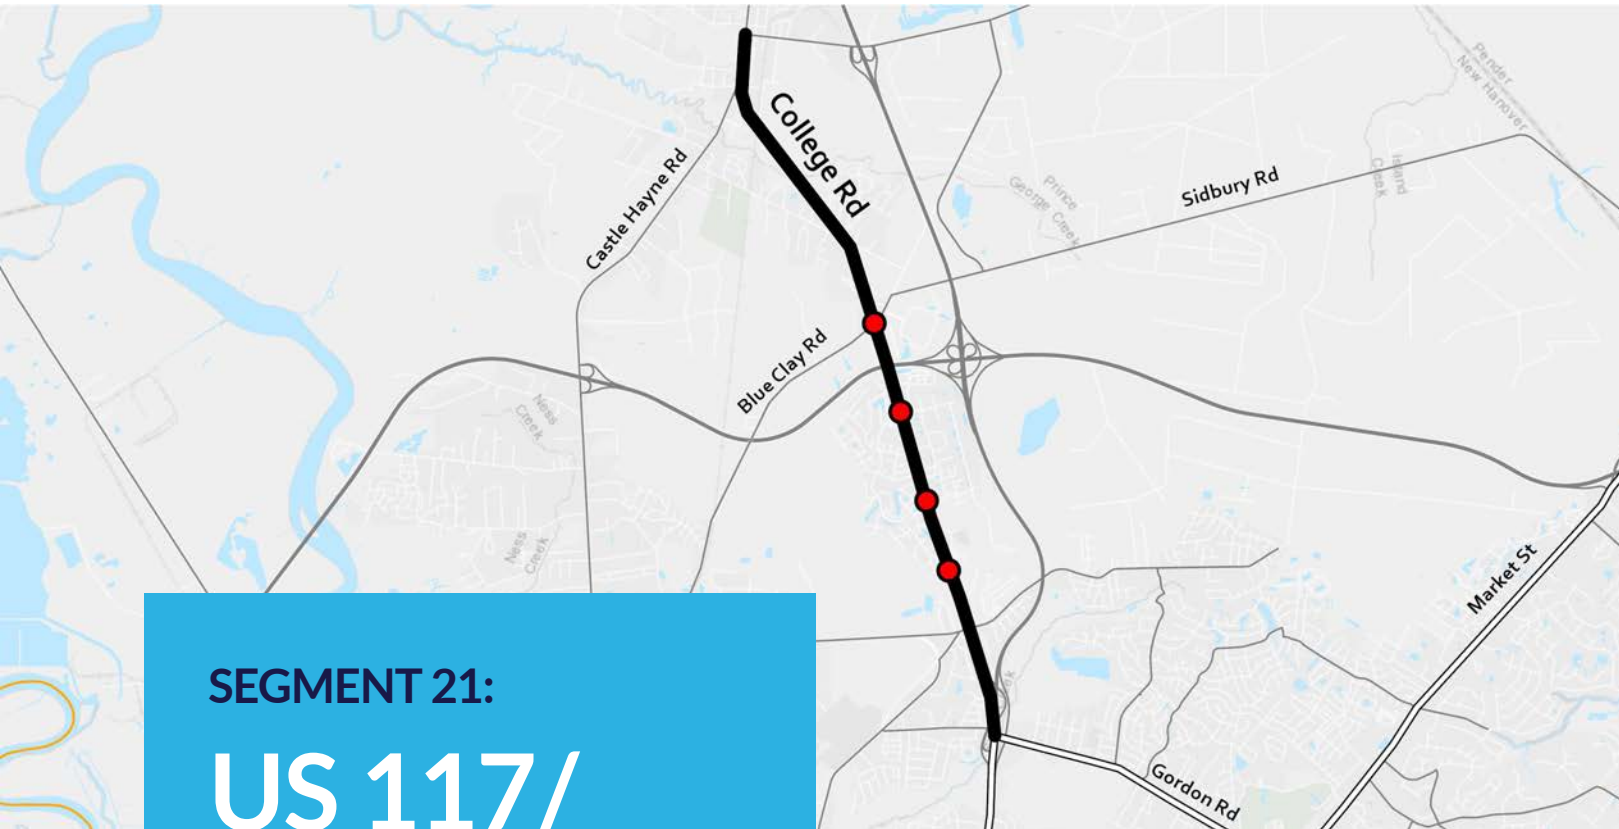 Pender
New Hanover
College Rd
Castle Hayne Rd
Prince
George Creek
Island
Creek
Sidbury Rd
Blue Clay Rd
Ness
Creek
Ness
Creek
Market St
Gordon Rd
SEGMENT 21:
US 117/